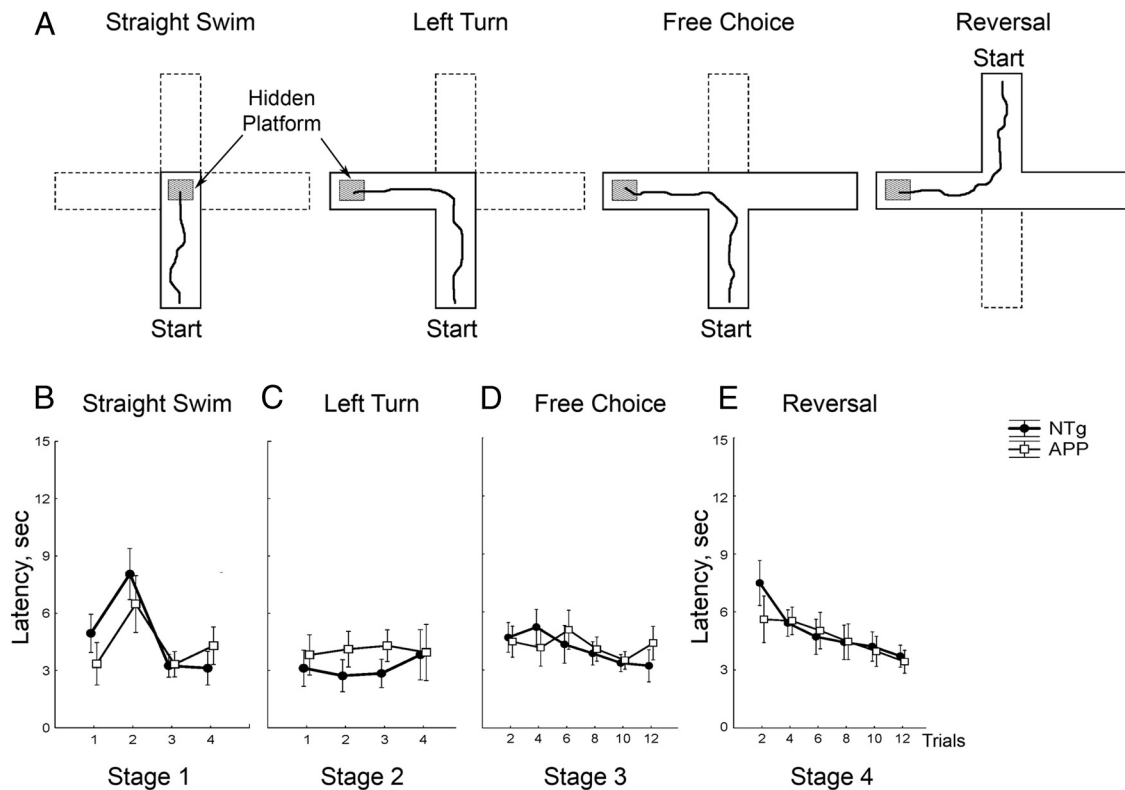 A
Straight Swim
Left Turn
Free Choice
Reversal
Start
Hidden
Platform
Start
Start
Start
B
Straight Swim
C
Left Turn
D
Free Choice
E
Reversal
NTg
APP
Latency, sec
15
12
9
6
3
0
1 2 3 4
Stage 1
1 2 3 4
Stage 2
2 4 6 8 10 12
Stage 3
Latency, sec
15
12
9
6
3
0
2 4 6 8 10 12
Trials
Stage 4